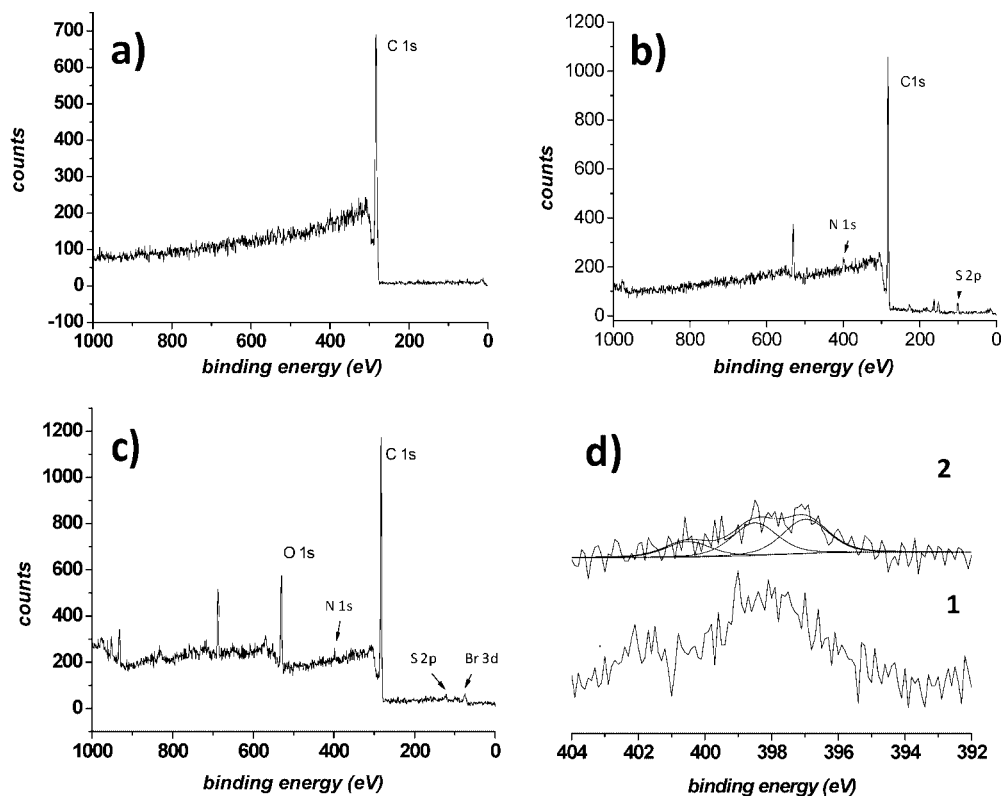 a)
C 1s
700
600
500
400
300
200
100
0
-100
counts
1000 800 600 400 200 0
binding energy (eV)
b)
C1s
N 1s
S 2p
1200
1000
800
600
400
200
0
counts
1000 800 600 400 200 0
binding energy (eV)
c)
C 1s
O 1s
N 1s
S 2p
Br 3d
1200
1000
800
600
400
200
0
counts
1000 800 600 400 200 0
binding energy (eV)
d)
2
1
404 402 400 398 396 394 392
binding energy (eV)